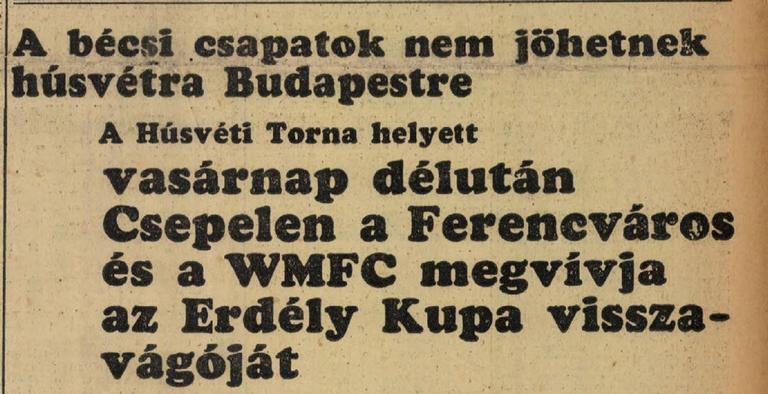 A bécsi csapatok nem jöhetnek
húsvétra Budapestre
A Húsvéti Torna helyett
vasárnap délután
Csepelen a Ferencváros
és a WMFC megvívja
az Erdély Kupa vissza-
vágóját